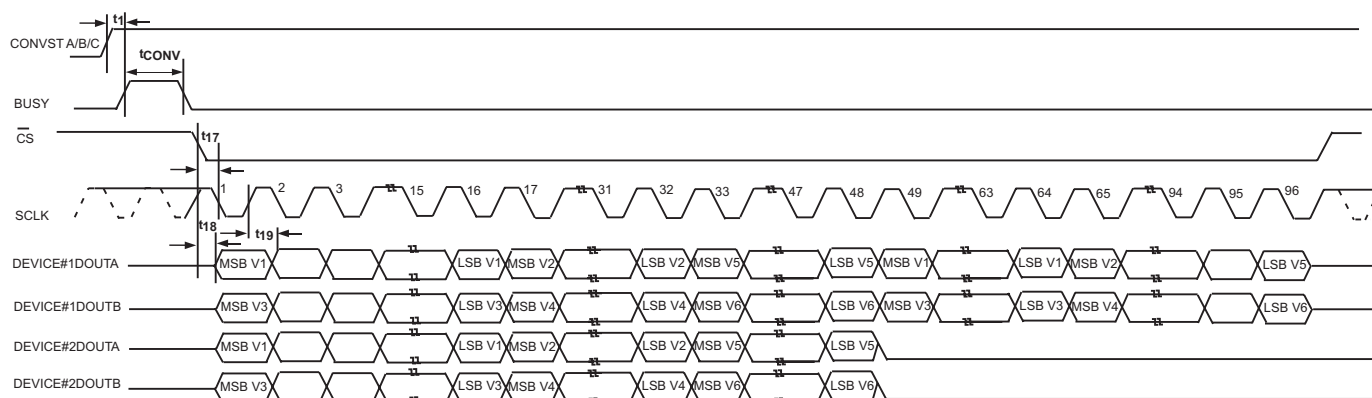 t1
CONVST A/B/C
tCONV
BUSY
CS
t17
SCLK
1 2 3 15 16 17 31 32 33 47 48 49 63 64 65 94 95 96
t18
t19
DEVICE#1DOUTA MSB V1 LSB V1 MSB V2 LSB V2 MSB V5 LSB V5 MSB V1 LSB V1 MSB V2 LSB V5
DEVICE#1DOUTB MSB V3 LSB V3 MSB V4 LSB V4 MSB V6 LSB V6 MSB V3 LSB V3 MSB V4 LSB V6
DEVICE#2DOUTA MSB V1 LSB V1 MSB V2 LSB V2 MSB V5 LSB V5
DEVICE#2DOUTB MSB V3 LSB V3 MSB V4 LSB V4 MSB V6 LSB V6